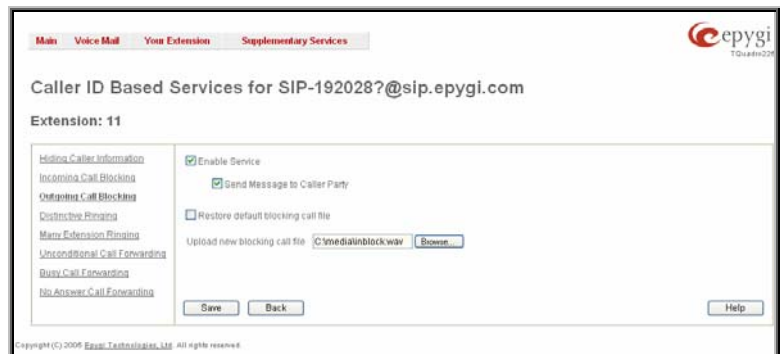 Main Voice Mail Your Extension Supplementary Services
epygi
Caller ID Based Services for SIP-192028?@sip.epygi.com
Extension: 11
Hiding Caller Information
Incoming Call Blocking
Outgoing Call Blocking
Distinctive Ringing
Many Extension Ringing
Unconditional Call Forwarding
Busy Call Forwarding
No Answer Call Forwarding
Enable Service
Send Message to Caller Party
Restore default blocking call file
Upload new blocking call file C:\media\inblock.wav Browse...
Save Back Help
Copyright (C) 2006 Epygi Technologies, Ltd. All rights reserved.